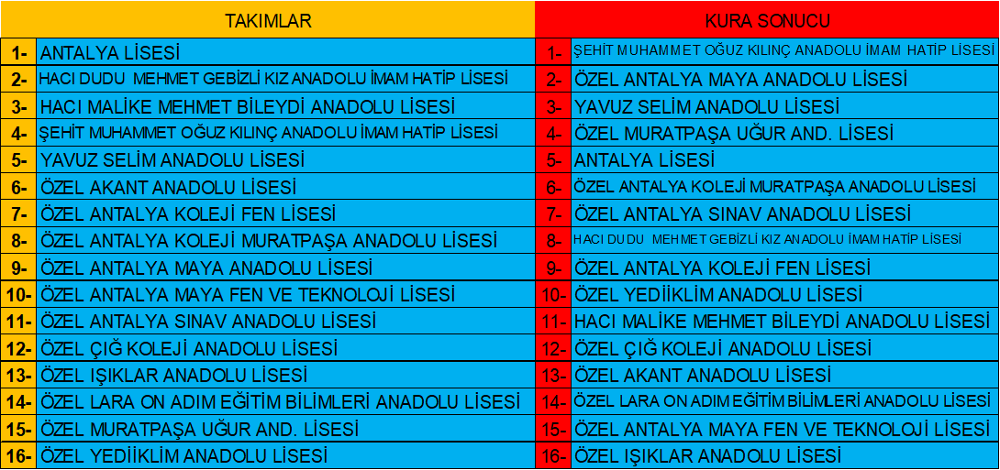 TAKIMLAR KURA SONUCU
1- ANTALYA LİSESİ 1- ŞEHİT MUHAMMET OĞUZ KILINÇ ANADOLU İMAM HATİP LİSESİ
2- HACI DUDU MEHMET GEBİZLİ KIZ ANADOLU İMAM HATİP LİSESİ 2- ÖZEL ANTALYA MAYA ANADOLU LİSESİ
3- HACI MALİKE MEHMET BİLEYDİ ANADOLU LİSESİ 3- YAVUZ SELİM ANADOLU LİSESİ
4- ŞEHİT MUHAMMET OĞUZ KILINÇ ANADOLU İMAM HATİP LİSESİ 4- ÖZEL MURATPAŞA UĞUR AND. LİSESİ
5- YAVUZ SELİM ANADOLU LİSESİ 5- ANTALYA LİSESİ
6- ÖZEL AKANT ANADOLU LİSESİ 6- ÖZEL ANTALYA KOLEJİ MURATPAŞA ANADOLU LİSESİ
7- ÖZEL ANTALYA KOLEJİ FEN LİSESİ 7- ÖZEL ANTALYA SINAV ANADOLU LİSESİ
8- ÖZEL ANTALYA KOLEJİ MURATPAŞA ANADOLU LİSESİ 8- HACI DUDU MEHMET GEBİZLİ KIZ ANADOLU İMAM HATİP LİSESİ
9- ÖZEL ANTALYA MAYA ANADOLU LİSESİ 9- ÖZEL ANTALYA KOLEJİ FEN LİSESİ
10- ÖZEL ANTALYA MAYA FEN VE TEKNOLOJİ LİSESİ 10- ÖZEL YEDİİKLİM ANADOLU LİSESİ
11- ÖZEL ANTALYA SINAV ANADOLU LİSESİ 11- HACI MALİKE MEHMET BİLEYDİ ANADOLU LİSESİ
12- ÖZEL ÇIĞ KOLEJİ ANADOLU LİSESİ 12- ÖZEL ÇIĞ KOLEJİ ANADOLU LİSESİ
13- ÖZEL IŞIKLAR ANADOLU LİSESİ 13- ÖZEL AKANT ANADOLU LİSESİ
14- ÖZEL LARA ON ADIM EĞİTİM BİLİMLERİ ANADOLU LİSESİ 14- ÖZEL LARA ON ADIM EĞİTİM BİLİMLERİ ANADOLU LİSESİ
15- ÖZEL MURATPAŞA UĞUR AND. LİSESİ 15- ÖZEL ANTALYA MAYA FEN VE TEKNOLOJİ LİSESİ
16- ÖZEL YEDİİKLİM ANADOLU LİSESİ 16- ÖZEL IŞIKLAR ANADOLU LİSESİ